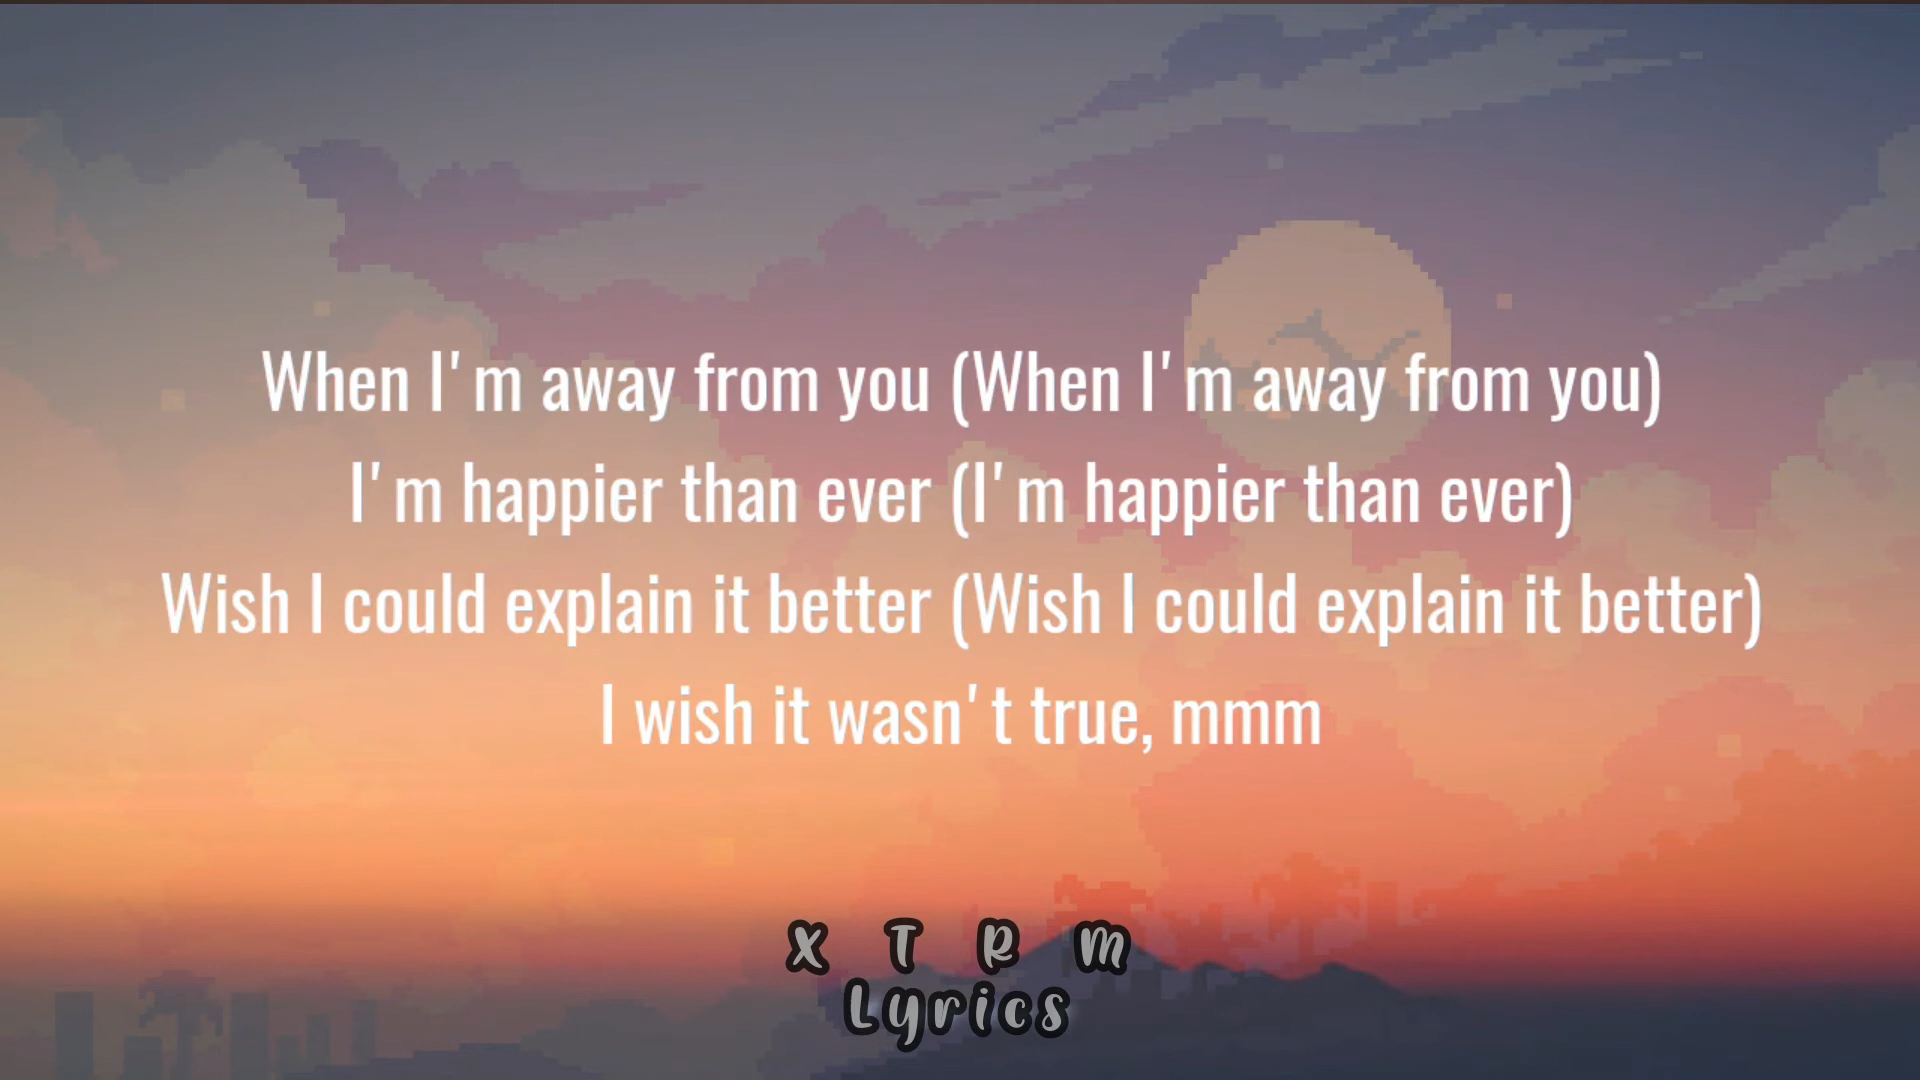 When I'm away from you (When I'm away from you)
I'm happier than ever (I'm happier than ever)
Wish I could explain it better (Wish I could explain it better)
I wish it wasn't true, mmm
X T R M
Lyrics